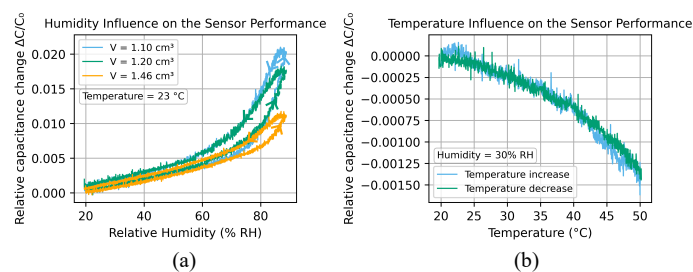 Humidity Influence on the Sensor Performance
Relative capacitance change ΔC/C₀
0.020
0.015
0.010
0.005
0.000
V = 1.10 cm³
V = 1.20 cm³
V = 1.46 cm³
Temperature = 23 °C
20
40
60
80
Relative Humidity (% RH)
(a)
Temperature Influence on the Sensor Performance
Relative capacitance change ΔC/C₀
0.00000
−0.00025
−0.00050
−0.00075
−0.00100
−0.00125
−0.00150
Humidity = 30% RH
Temperature increase
Temperature decrease
20
25
30
35
40
45
50
Temperature (°C)
(b)